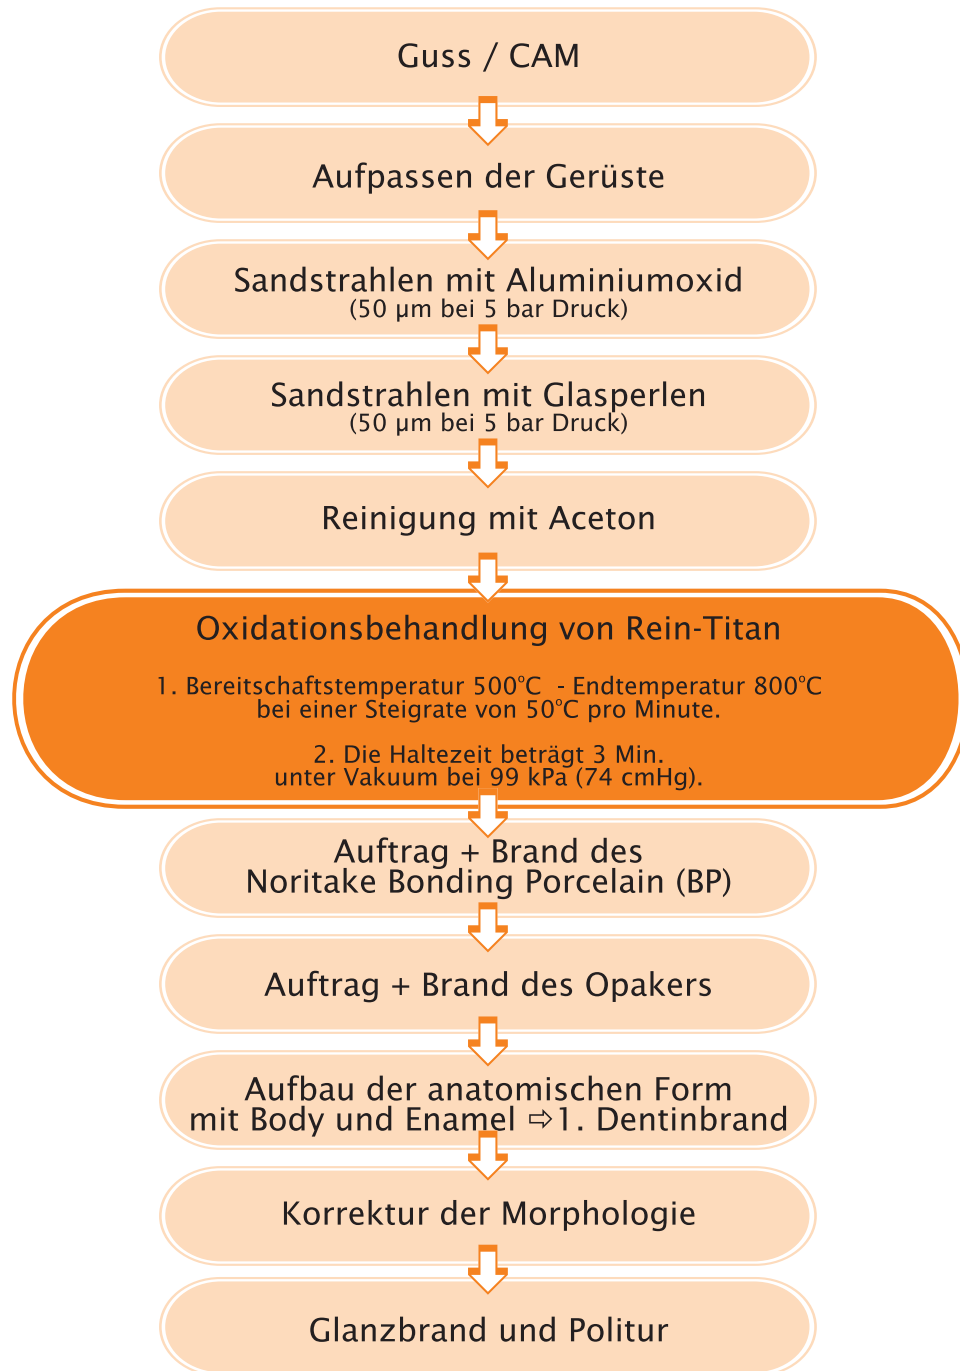 Guss / CAM
Aufpassen der Gerüste
Sandstrahlen mit Aluminiumoxid
(50 µm bei 5 bar Druck)
Sandstrahlen mit Glasperlen
(50 µm bei 5 bar Druck)
Reinigung mit Aceton
Oxidationsbehandlung von Rein-Titan
1. Bereitschaftstemperatur 500°C - Endtemperatur 800°C
bei einer Steigrate von 50°C pro Minute.
2. Die Haltezeit beträgt 3 Min.
unter Vakuum bei 99 kPa (74 cmHg).
Auftrag + Brand des
Noritake Bonding Porcelain (BP)
Auftrag + Brand des Opakers
Aufbau der anatomischen Form
mit Body und Enamel ⇨1. Dentinbrand
Korrektur der Morphologie
Glanzbrand und Politur